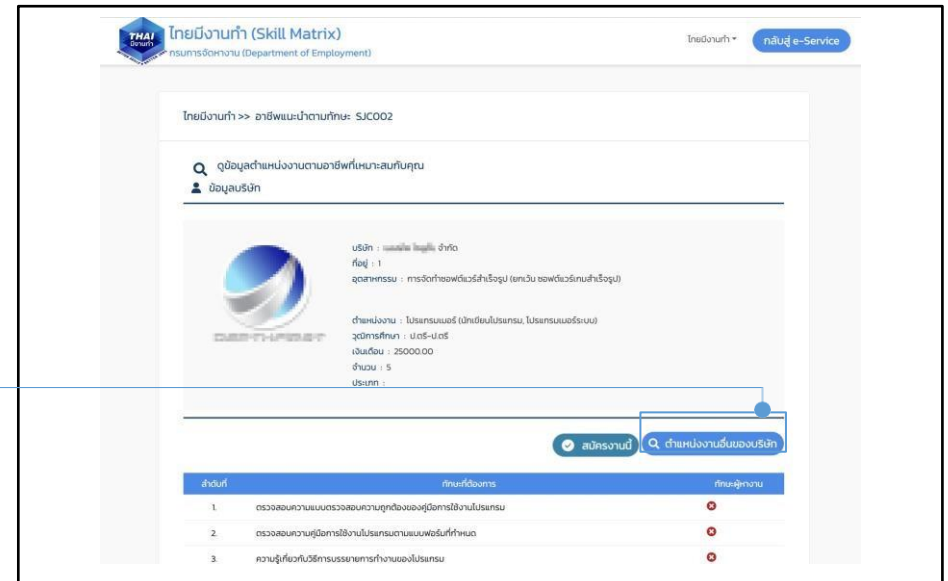 THAI
มีงานทำ
ไทยมีงานทำ (Skill Matrix)
กรมการจัดหางาน (Department of Employment)
ไทยมีงานทำ
กลับสู่ e-Service
ไทยมีงานทำ >> อาชีพแนะนำตามทักษะ SJC002
ดูข้อมูลตำแหน่งงานตามอาชีพที่เหมาะสมกับคุณ
ข้อมูลบริษัท
บริษัท : จำกัด
ที่อยู่ : 1
อุตสาหกรรม : การจัดทำซอฟต์แวร์สำเร็จรูป (ยกเว้น ซอฟต์แวร์เกมสำเร็จรูป)
ตำแหน่งงาน : โปรแกรมเมอร์ (นักเขียนโปรแกรม, โปรแกรมเมอร์ระบบ)
วุฒิการศึกษา : ป.ตรี-ป.ตรี
เงินเดือน : 25000.00
จำนวน : 5
ประเภท :
สมัครงานนี้
ตำแหน่งงานอื่นของบริษัท
ลำดับที่ ทักษะที่ต้องการ ทักษะผู้หางาน
1. ตรวจสอบความแบบตรวจสอบความถูกต้องของคู่มือการใช้งานโปรแกรม
2. ตรวจสอบความคู่มือการใช้งานโปรแกรมตามแบบฟอร์มที่กำหนด
3. ความรู้เกี่ยวกับวิธีการบรรยายการทำงานของโปรแกรม